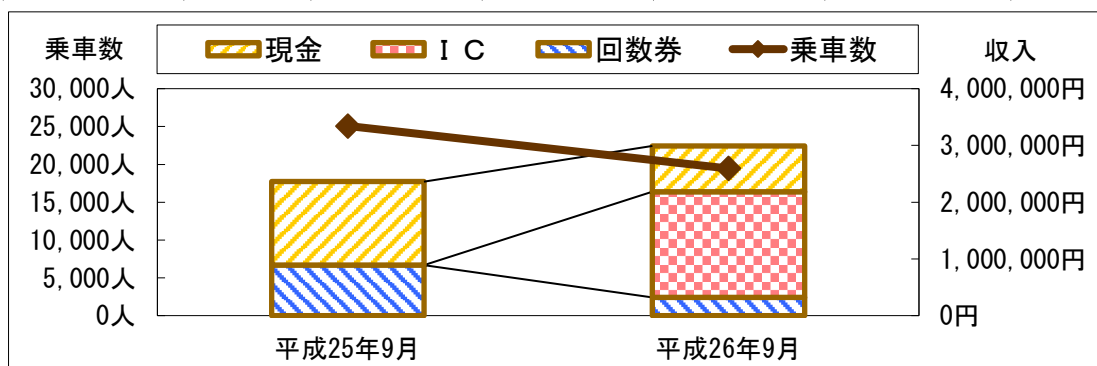 乗車数 現金 ＩＣ 回数券 乗車数 収入
30,000人 4,000,000円
25,000人
3,000,000円
20,000人
15,000人 2,000,000円
10,000人
1,000,000円
5,000人
0人 0円
平成25年9月 平成26年9月